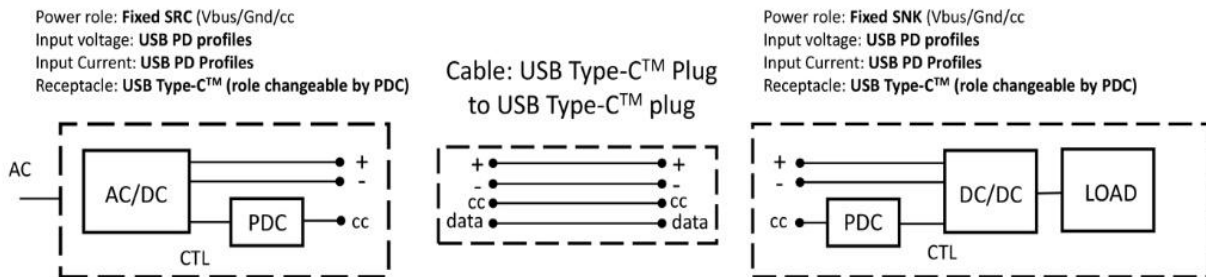 Power role: Fixed SRC (Vbus/Gnd/cc
Input voltage: USB PD profiles
Input Current: USB PD Profiles
Receptacle: USB Type-C™ (role changeable by PDC)
AC
AC/DC
+
-
PDC
cc
CTL
Cable: USB Type-C™ Plug
to USB Type-C™ plug
+ +
- -
cc cc
data data
Power role: Fixed SNK (Vbus/Gnd/cc
Input voltage: USB PD profiles
Input Current: USB PD Profiles
Receptacle: USB Type-C™ (role changeable by PDC)
+
-
cc
PDC
CTL
DC/DC
LOAD